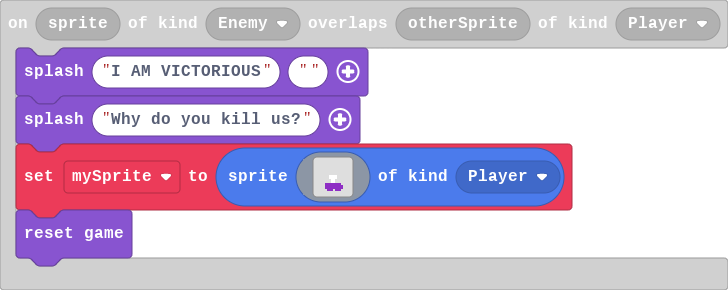 on sprite of kind Enemy overlaps otherSprite of kind Player
splash "I AM VICTORIOUS" ""
splash "Why do you kill us?"
set mySprite to sprite of kind Player
reset game